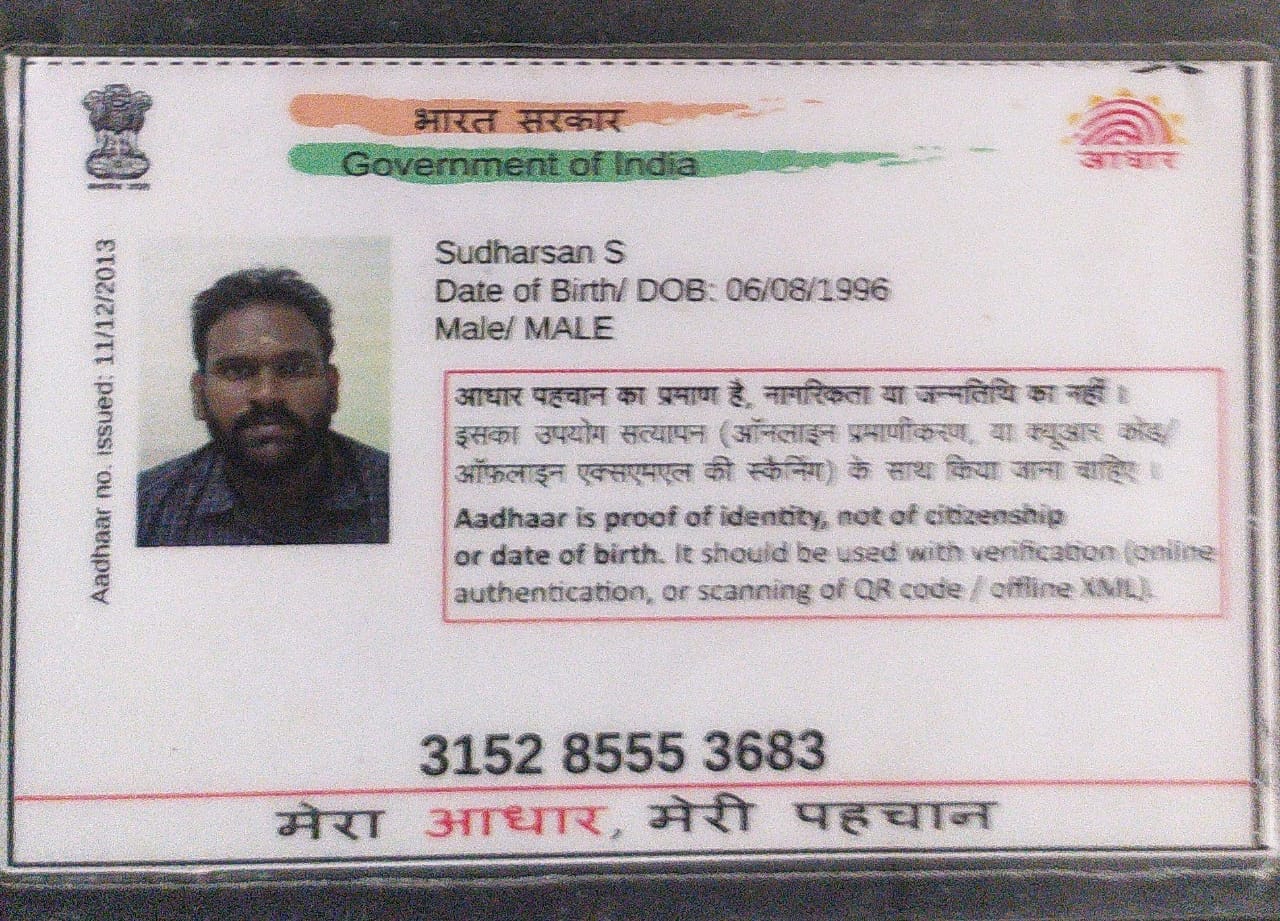 भारत सरकार
Government of India
आधार
Aadhaar no. issued: 11/12/2013
Sudharsan S
Date of Birth/ DOB: 06/08/1996
Male/ MALE
आधार पहचान का प्रमाण है, नागरिकता या जन्मतिथि का नहीं ।
इसका उपयोग सत्यापन (ऑनलाइन प्रमाणीकरण, या क्यूआर कोड/
ऑफ़लाइन एक्सएमएल की स्कैनिंग) के साथ किया जाना चाहिए ।
Aadhaar is proof of identity, not of citizenship
or date of birth. It should be used with verification (online
authentication, or scanning of QR code / offline XML).
3152 8555 3683
मेरा आधार, मेरी पहचान